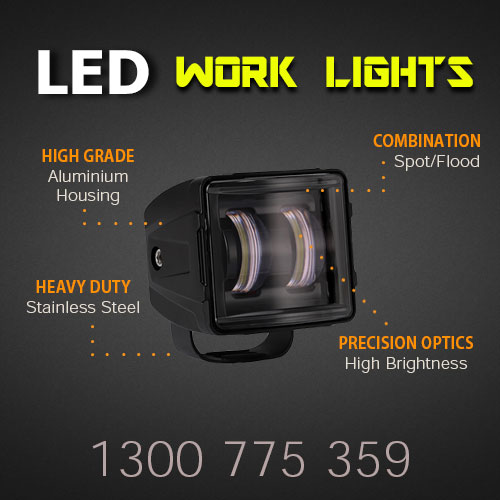 LED WORK LIGHTS
HIGH GRADE
Aluminium
Housing
COMBINATION
Spot/Flood
HEAVY DUTY
Stainless Steel
PRECISION OPTICS
High Brightness
1300 775 359